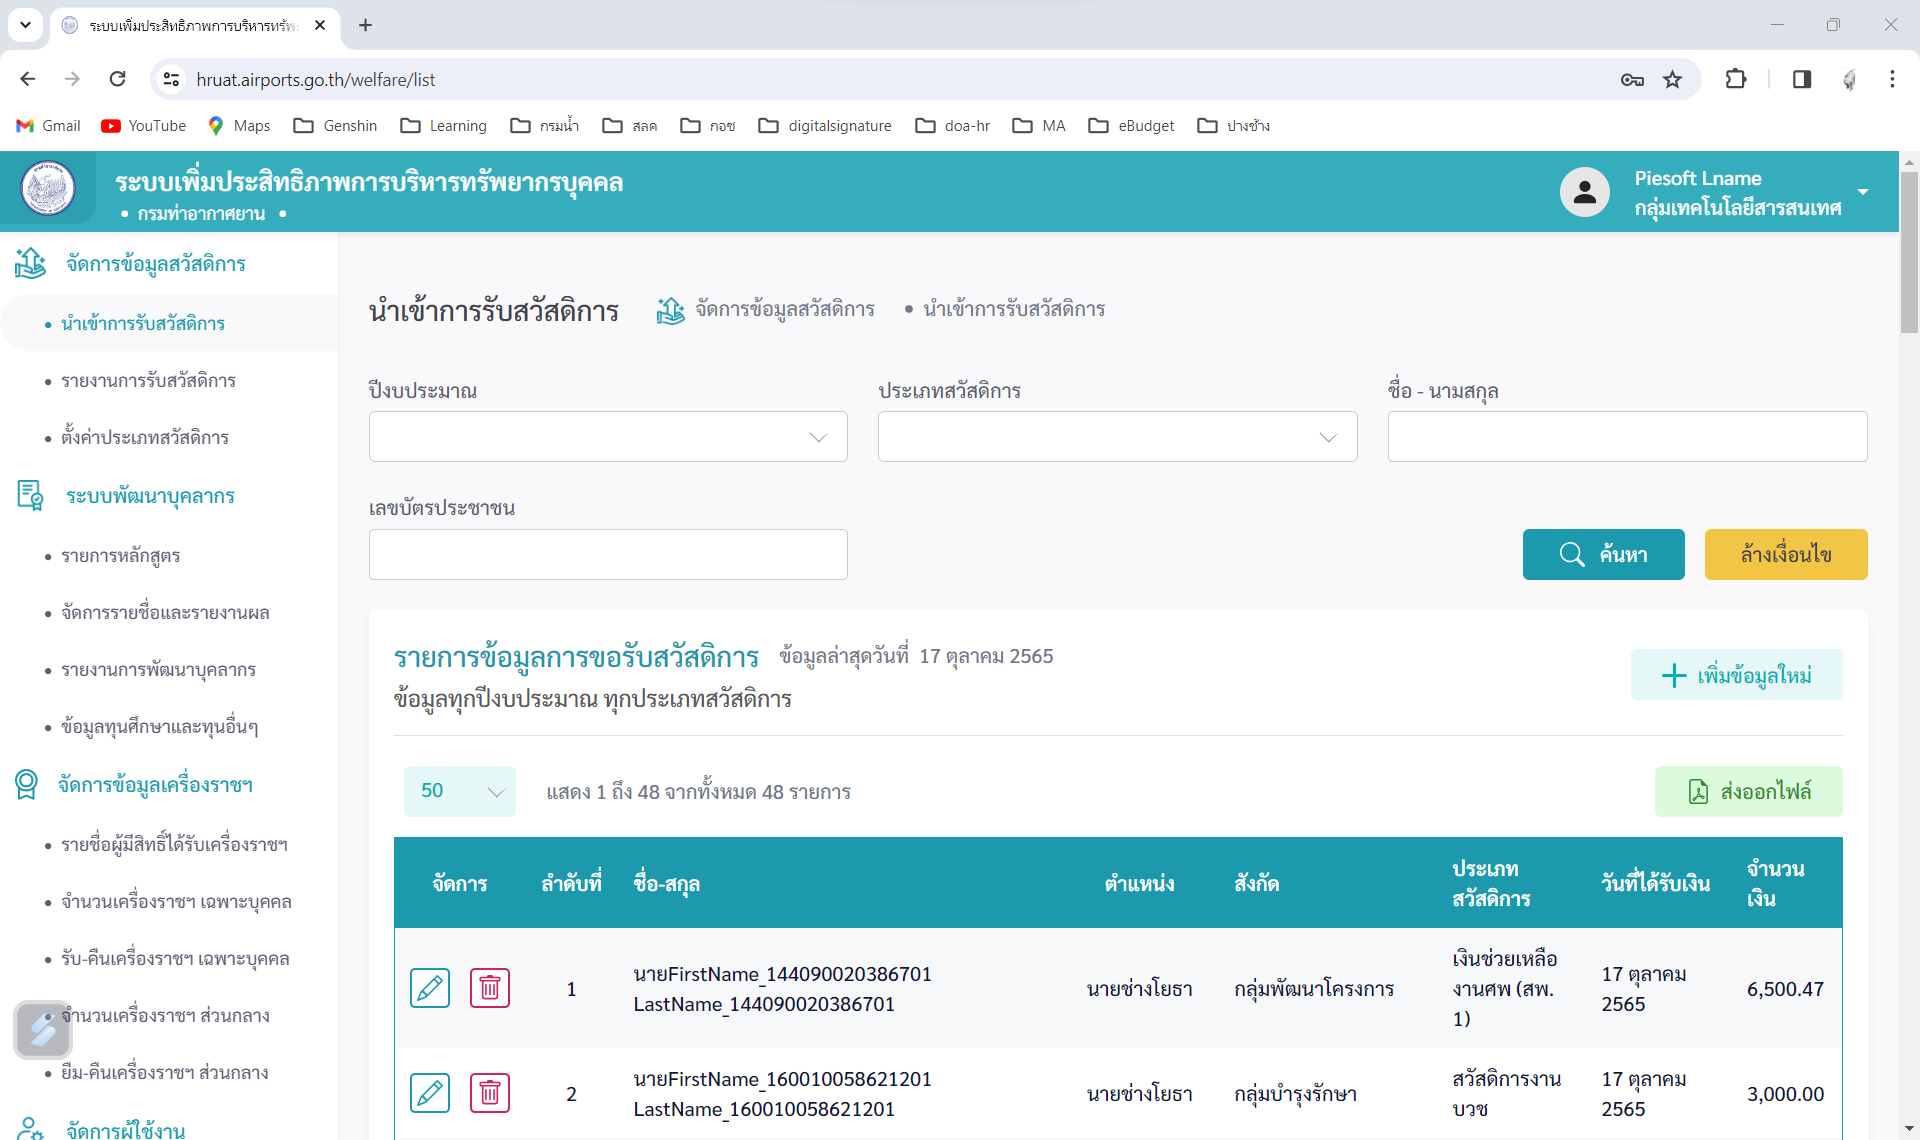 ระบบเพิ่มประสิทธิภาพการบริหารทรัพ
hruat.airports.go.th/welfare/list
Gmail YouTube Maps Genshin Learning กรมน้ำ สลค กอช digitalsignature doa-hr MA eBudget ปางช้าง
ระบบเพิ่มประสิทธิภาพการบริหารทรัพยากรบุคคล
• กรมท่าอากาศยาน •
Piesoft Lname
กลุ่มเทคโนโลยีสารสนเทศ
จัดการข้อมูลสวัสดิการ
• นำเข้าการรับสวัสดิการ
• รายงานการรับสวัสดิการ
• ตั้งค่าประเภทสวัสดิการ
ระบบพัฒนาบุคลากร
• รายการหลักสูตร
• จัดการรายชื่อและรายงานผล
• รายงานการพัฒนาบุคลากร
• ข้อมูลทุนศึกษาและทุนอื่นๆ
จัดการข้อมูลเครื่องราชฯ
• รายชื่อผู้มีสิทธิ์ได้รับเครื่องราชฯ
• จำนวนเครื่องราชฯ เฉพาะบุคคล
• รับ-คืนเครื่องราชฯ เฉพาะบุคคล
• จำนวนเครื่องราชฯ ส่วนกลาง
• ยืม-คืนเครื่องราชฯ ส่วนกลาง
จัดการผู้ใช้งาน
นำเข้าการรับสวัสดิการ จัดการข้อมูลสวัสดิการ • นำเข้าการรับสวัสดิการ
ปีงบประมาณ ประเภทสวัสดิการ ชื่อ - นามสกุล
เลขบัตรประชาชน
ค้นหา ล้างเงื่อนไข
รายการข้อมูลการขอรับสวัสดิการ ข้อมูลล่าสุดวันที่ 17 ตุลาคม 2565
ข้อมูลทุกปีงบประมาณ ทุกประเภทสวัสดิการ
เพิ่มข้อมูลใหม่
50 แสดง 1 ถึง 48 จากทั้งหมด 48 รายการ ส่งออกไฟล์
จัดการ ลำดับที่ ชื่อ-สกุล ตำแหน่ง สังกัด ประเภท สวัสดิการ วันที่ได้รับเงิน จำนวน เงิน
1 นายFirstName_144090020386701 LastName_144090020386701 นายช่างโยธา กลุ่มพัฒนาโครงการ เงินช่วยเหลือ งานศพ (สพ. 1) 17 ตุลาคม 2565 6,500.47
2 นายFirstName_160010058621201 LastName_160010058621201 นายช่างโยธา กลุ่มบำรุงรักษา สวัสดิการงาน บวช 17 ตุลาคม 2565 3,000.00